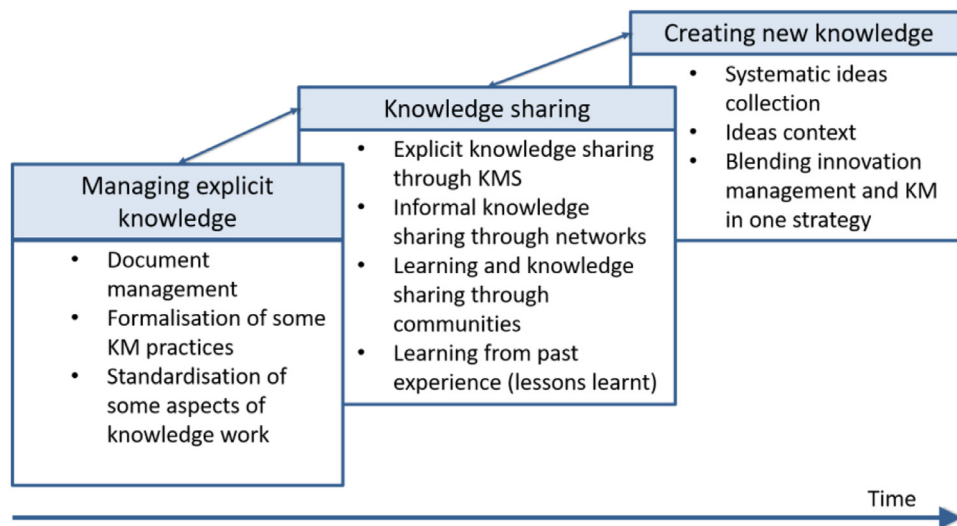 Managing explicit
knowledge
• Document
management
• Formalisation of some
KM practices
• Standardisation of
some aspects of
knowledge work
Knowledge sharing
• Explicit knowledge sharing
through KMS
• Informal knowledge
sharing through networks
• Learning and knowledge
sharing through
communities
• Learning from past
experience (lessons learnt)
Creating new knowledge
• Systematic ideas
collection
• Ideas context
• Blending innovation
management and KM
in one strategy
Time